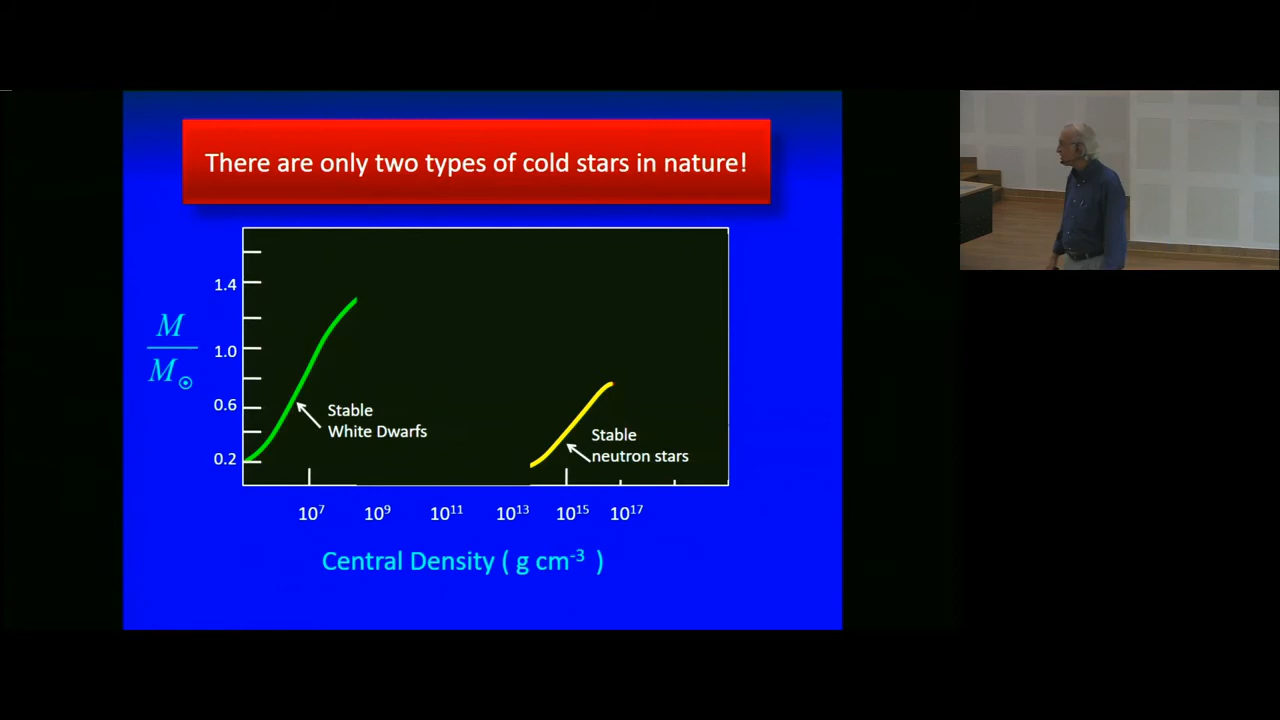 There are only two types of cold stars in nature!
1.4
M
M☉
1.0
0.6
0.2
Stable
White Dwarfs
Stable
neutron stars
10⁷ 10⁹ 10¹¹ 10¹³ 10¹⁵ 10¹⁷
Central Density ( g cm⁻³ )